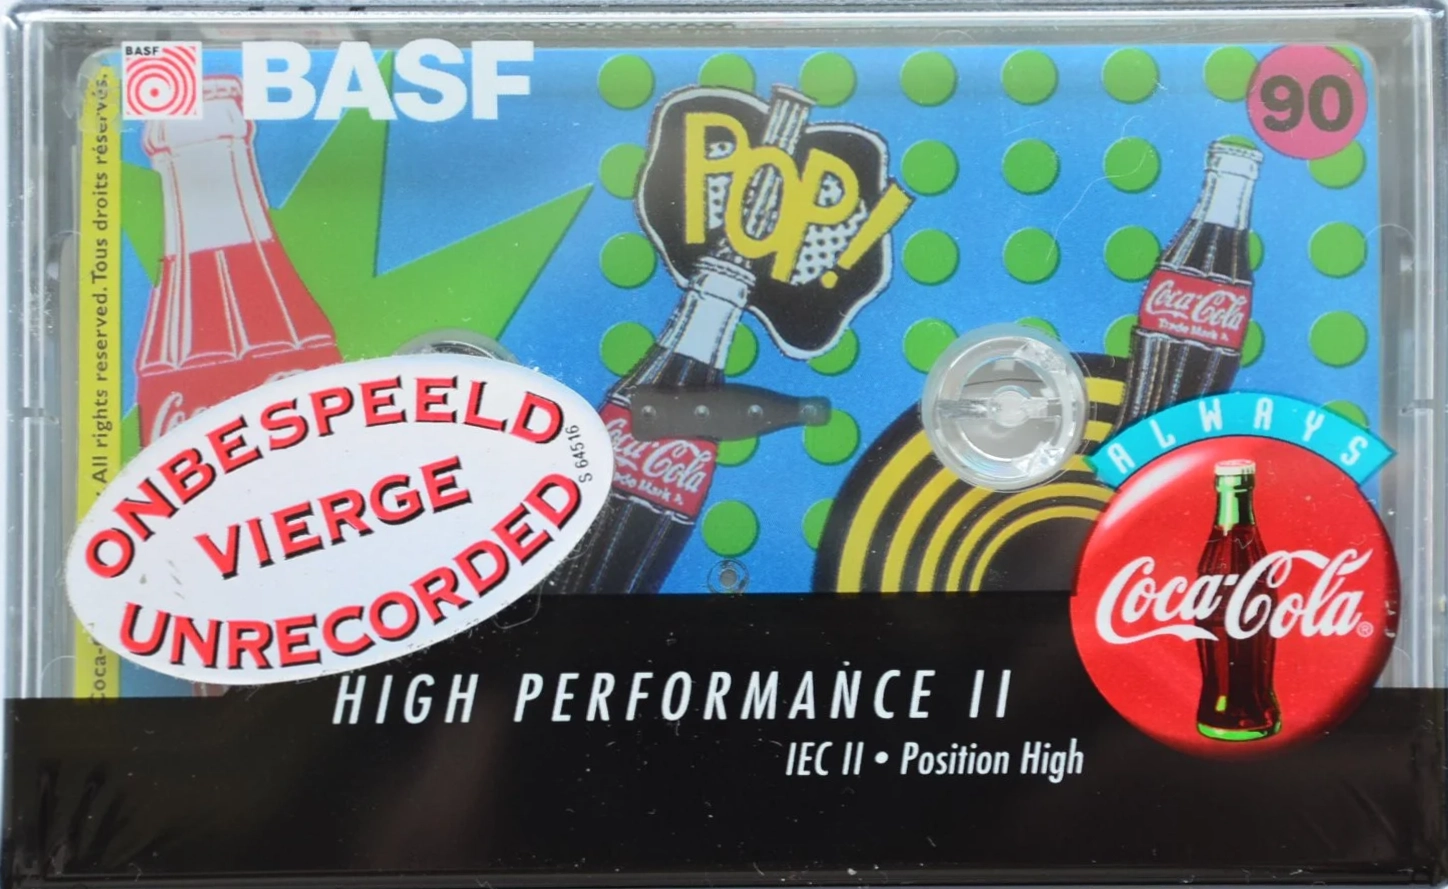 BASF
BASF
90
All rights reserved. Tous droits réservés.
POP!
Coca-Cola
Trade Mark
Coca-Cola
Trade Mark
ALWAYS
Coca-Cola®
ONBESPEELD
VIERGE
UNRECORDED
S 64516
HIGH PERFORMANCE II
IEC II • Position High